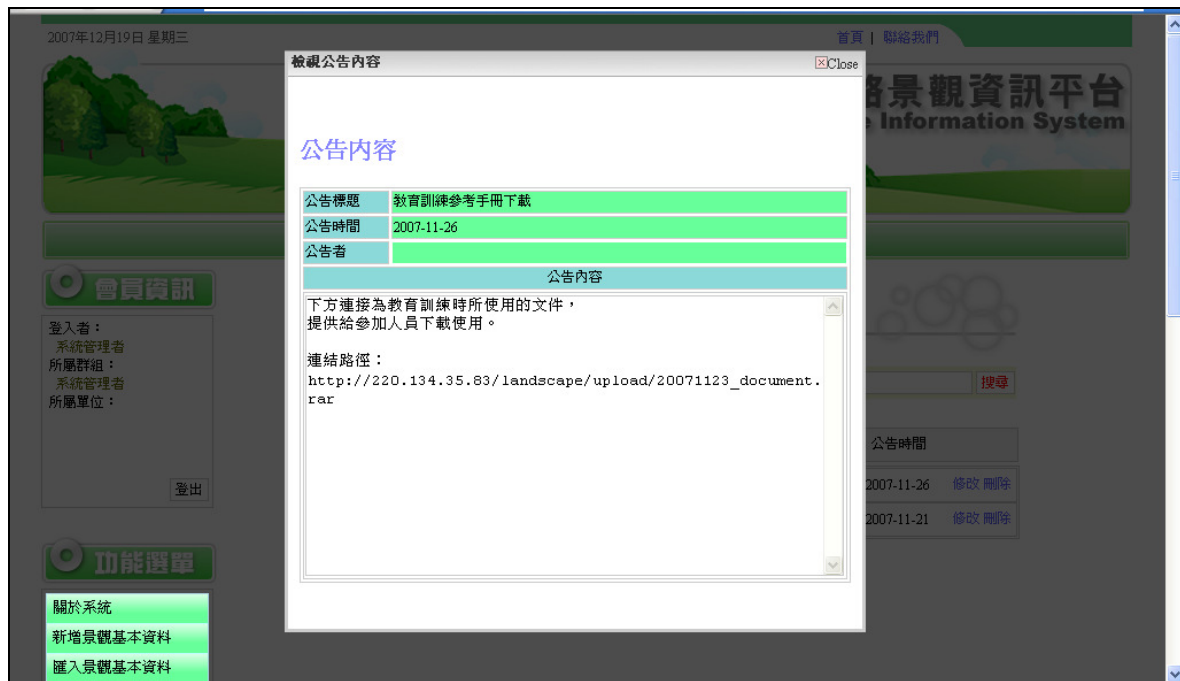 2007年12月19日 星期三
首頁 | 聯絡我們
景觀資訊平台
Information System
檢視公告內容
Close
公告內容
公告標題 教育訓練參考手冊下載
公告時間 2007-11-26
公告者
公告內容
下方連接為教育訓練時所使用的文件，
提供給參加人員下載使用。
連結路徑：
http://220.134.35.83/landscape/upload/20071123_document.
rar
會員資訊
登入者：
系統管理者
所屬群組：
系統管理者
所屬單位：
登出
搜尋
公告時間
2007-11-26 修改 刪除
2007-11-21 修改 刪除
功能選單
關於系統
新增景觀基本資料
匯入景觀基本資料